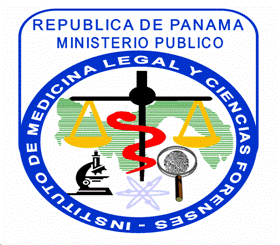 REPUBLICA DE PANAMA
MINISTERIO PUBLICO
INSTITUTO DE MEDICINA LEGAL Y CIENCIAS FORENSES -